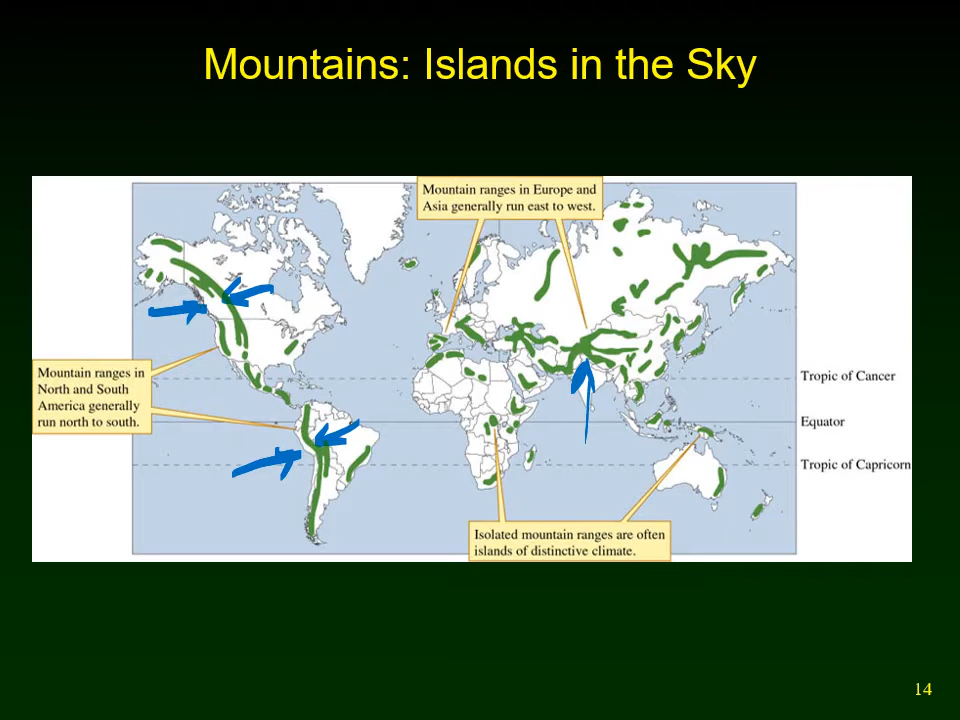 Mountains: Islands in the Sky
Mountain ranges in Europe and
Asia generally run east to west.
Mountain ranges in
North and South
America generally
run north to south.
Tropic of Cancer
Equator
Tropic of Capricorn
Isolated mountain ranges are often
islands of distinctive climate.
14